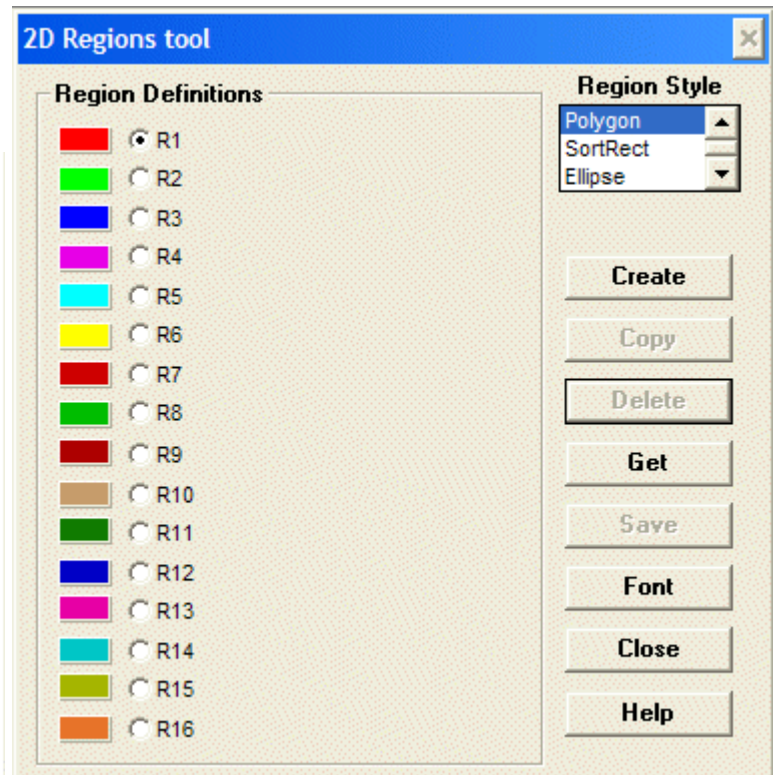 2D Regions tool
Region Definitions
R1
R2
R3
R4
R5
R6
R7
R8
R9
R10
R11
R12
R13
R14
R15
R16
Region Style
Polygon
SortRect
Ellipse
Create
Copy
Delete
Get
Save
Font
Close
Help